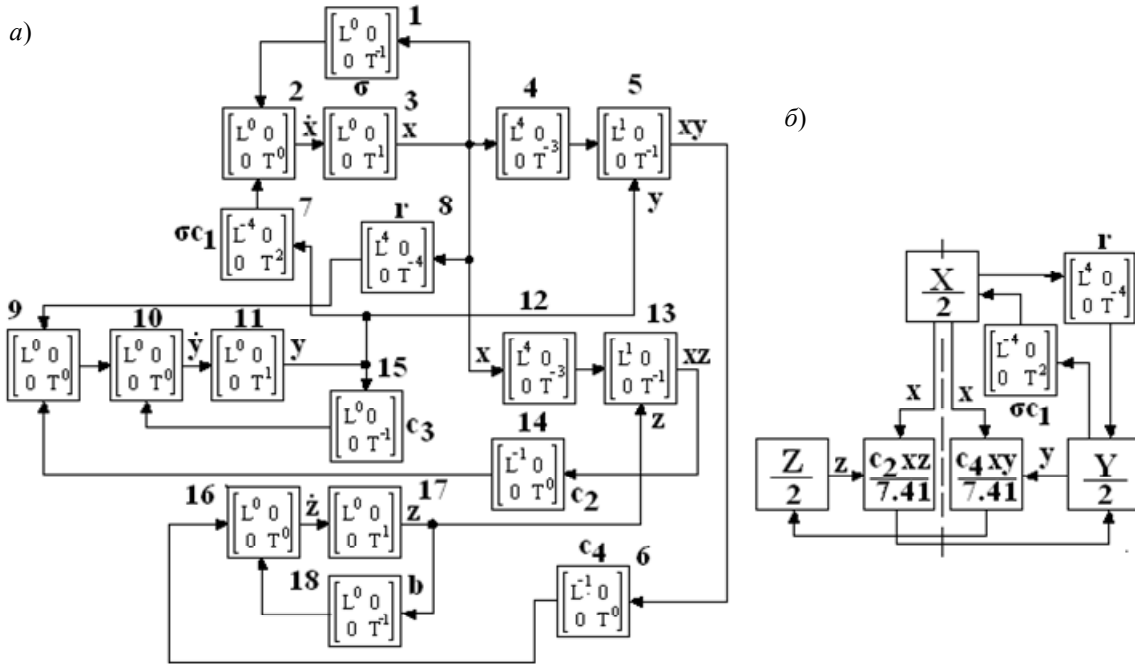 а)
1
[L⁰ 0
0 T⁻¹]
σ
2
[L⁰ 0
0 T⁰]
ẋ
3
[L⁰ 0
0 T¹]
x
4
[L⁴ 0
0 T⁻³]
5
[L¹ 0
0 T⁻¹]
xy
y
7
σc₁
[L⁻⁴ 0
0 T²]
r
8
[L⁴ 0
0 T⁻⁴]
9
[L⁰ 0
0 T⁰]
10
[L⁰ 0
0 T⁰]
ẏ
11
[L⁰ 0
0 T¹]
y
12
x
[L⁴ 0
0 T⁻³]
13
[L¹ 0
0 T⁻¹]
xz
z
15
[L⁰ 0
0 T⁻¹]
c₃
14
[L⁻¹ 0
0 T⁰]
c₂
16
[L⁰ 0
0 T⁰]
ż
17
[L⁰ 0
0 T¹]
z
18
[L⁰ 0
0 T⁻¹]
b
c₄
6
[L⁻¹ 0
0 T⁰]
б)
X
2
r
[L⁴ 0
0 T⁻⁴]
[L⁻⁴ 0
0 T²]
σc₁
x
x
Z
2
z
c₂xz
7.41
c₄xy
7.41
y
Y
2